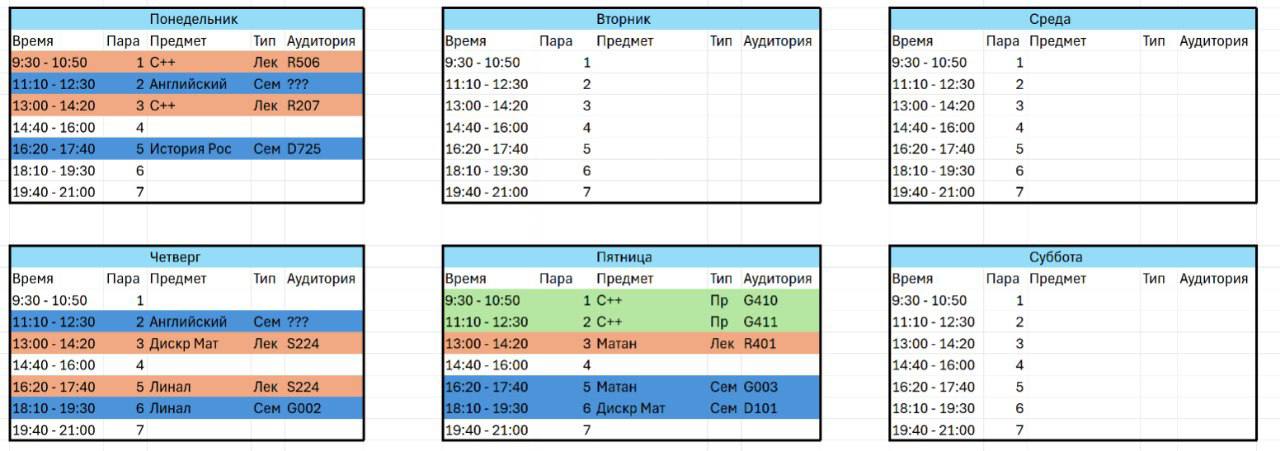 Понедельник
Время Пара Предмет Тип Аудитория
9:30 - 10:50 1 C++ Лек R506
11:10 - 12:30 2 Английский Сем ???
13:00 - 14:20 3 C++ Лек R207
14:40 - 16:00 4
16:20 - 17:40 5 История Рос Сем D725
18:10 - 19:30 6
19:40 - 21:00 7
Вторник
Время Пара Предмет Тип Аудитория
9:30 - 10:50 1
11:10 - 12:30 2
13:00 - 14:20 3
14:40 - 16:00 4
16:20 - 17:40 5
18:10 - 19:30 6
19:40 - 21:00 7
Среда
Время Пара Предмет Тип Аудитория
9:30 - 10:50 1
11:10 - 12:30 2
13:00 - 14:20 3
14:40 - 16:00 4
16:20 - 17:40 5
18:10 - 19:30 6
19:40 - 21:00 7
Четверг
Время Пара Предмет Тип Аудитория
9:30 - 10:50 1
11:10 - 12:30 2 Английский Сем ???
13:00 - 14:20 3 Дискр Мат Лек S224
14:40 - 16:00 4
16:20 - 17:40 5 Линал Лек S224
18:10 - 19:30 6 Линал Сем G002
19:40 - 21:00 7
Пятница
Время Пара Предмет Тип Аудитория
9:30 - 10:50 1 C++ Пр G410
11:10 - 12:30 2 C++ Пр G411
13:00 - 14:20 3 Матан Лек R401
14:40 - 16:00 4
16:20 - 17:40 5 Матан Сем G003
18:10 - 19:30 6 Дискр Мат Сем D101
19:40 - 21:00 7
Суббота
Время Пара Предмет Тип Аудитория
9:30 - 10:50 1
11:10 - 12:30 2
13:00 - 14:20 3
14:40 - 16:00 4
16:20 - 17:40 5
18:10 - 19:30 6
19:40 - 21:00 7